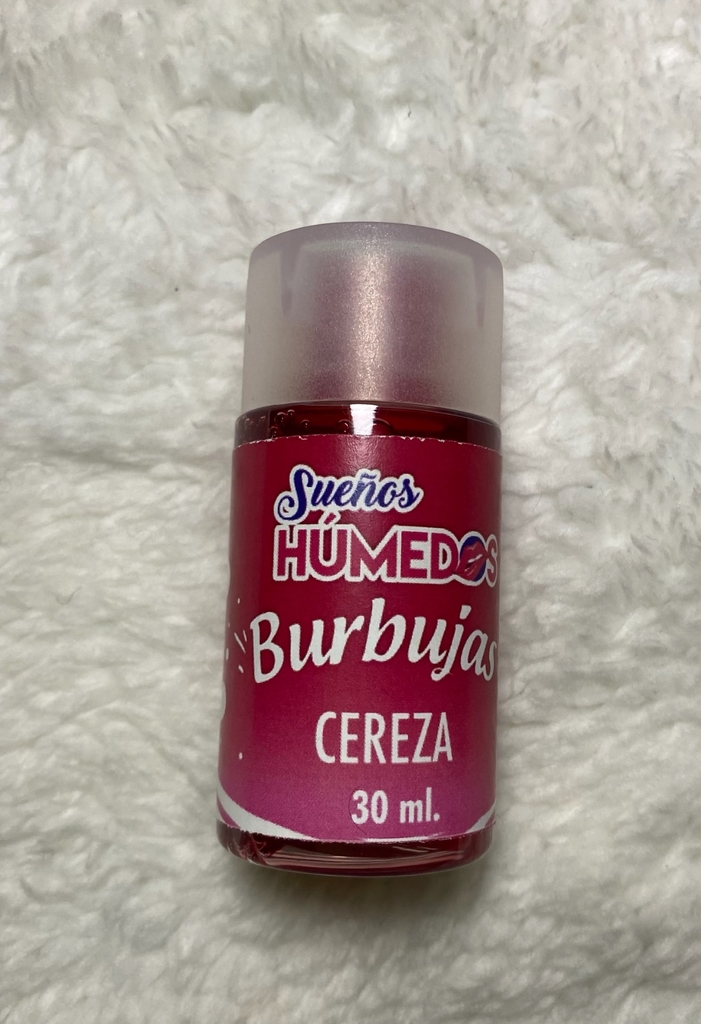 Sueños
HÚMEDOS
Burbujas
CEREZA
30 ml.